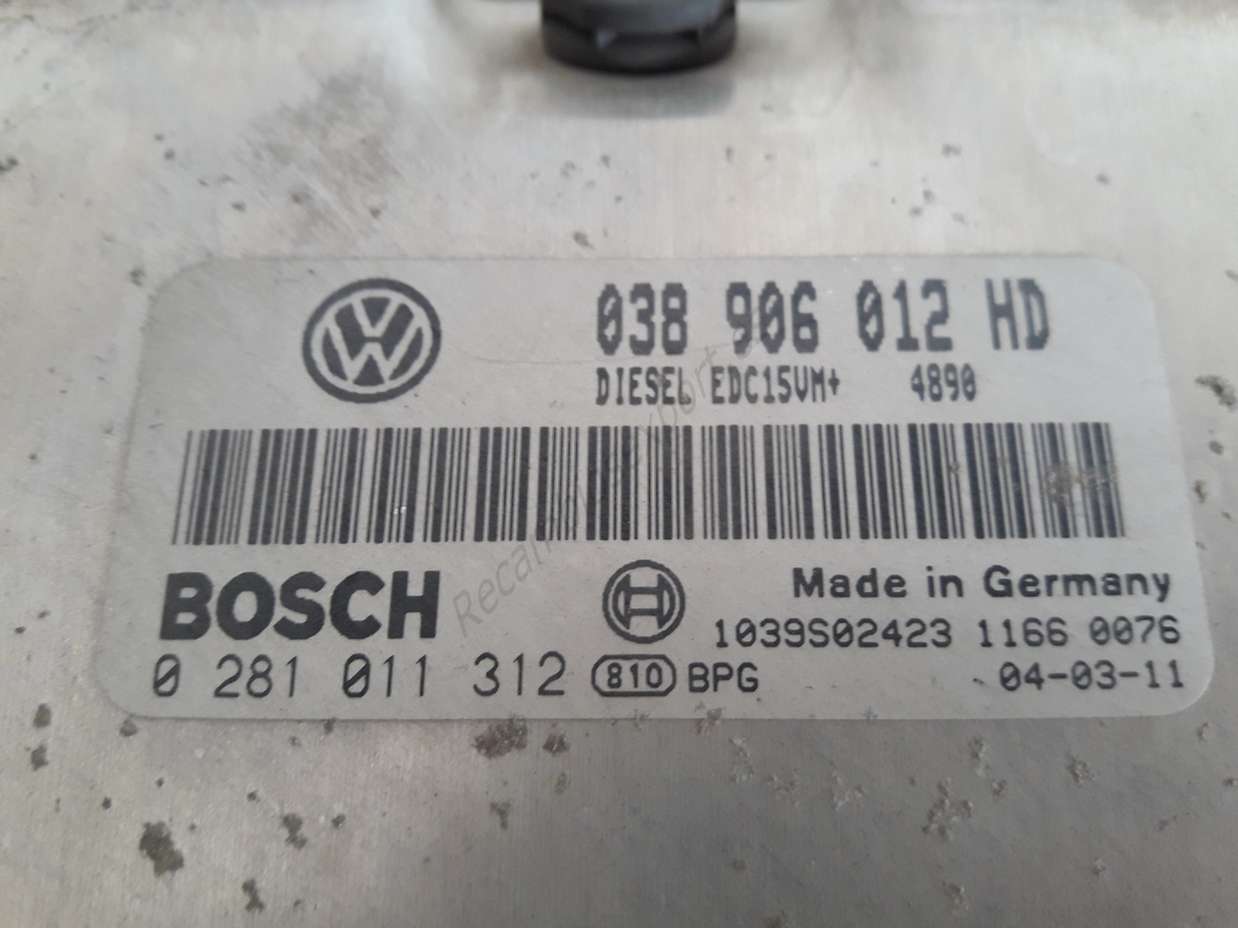 038 906 012 HD
DIESEL EDC15VM+ 4890
BOSCH
Made in Germany
1039S02423 1166 0076
0 281 011 312 810 BPG 04-03-11